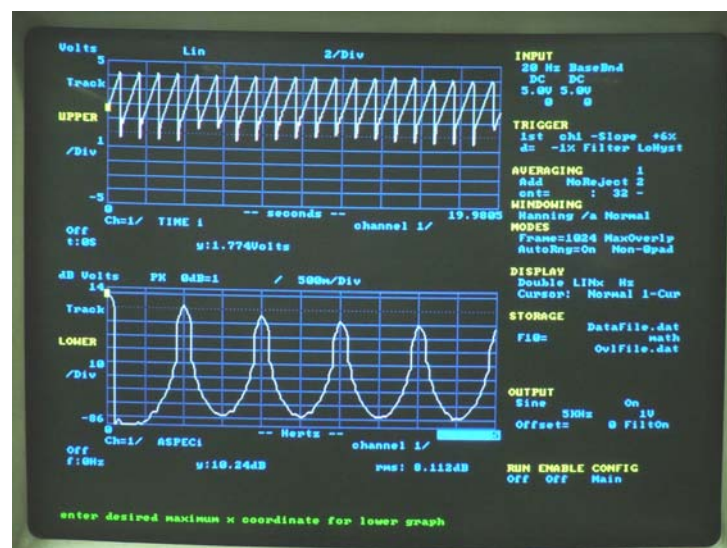 Volts Lin 2/Div
5
Track
UPPER
1
/Div
-5
0 -- seconds -- 19.9805
Ch=1/ TIME i channel 1/
Off
t:0S y:1.774Volts
dB Volts PK 0dB=1 / 500m/Div
14
Track
LOWER
10
/Div
-86
0 -- Hertz -- 5
Ch=1/ ASPECi channel 1/
Off
f:0Hz y:10.24dB rms: 8.112dB
enter desired maximum x coordinate for lower graph
INPUT
20 Hz BaseBnd
DC DC
5.0V 5.0V
0 0
TRIGGER
1st ch1 -Slope +6%
d= -1% Filter LoHyst
AVERAGING 1
Add NoReject 2
cnt= : 32 -
WINDOWING
Hanning /a Normal
MODES
Frame=1024 MaxOverlp
AutoRng=On Non-0pad
DISPLAY
Double LINx Hz
Cursor: Normal 1-Cur
STORAGE
DataFile.dat
F10= math
OvlFile.dat
OUTPUT
Sine On
5KHz 1V
Offset= 0 FiltOn
RUN ENABLE CONFIG
Off Off Main